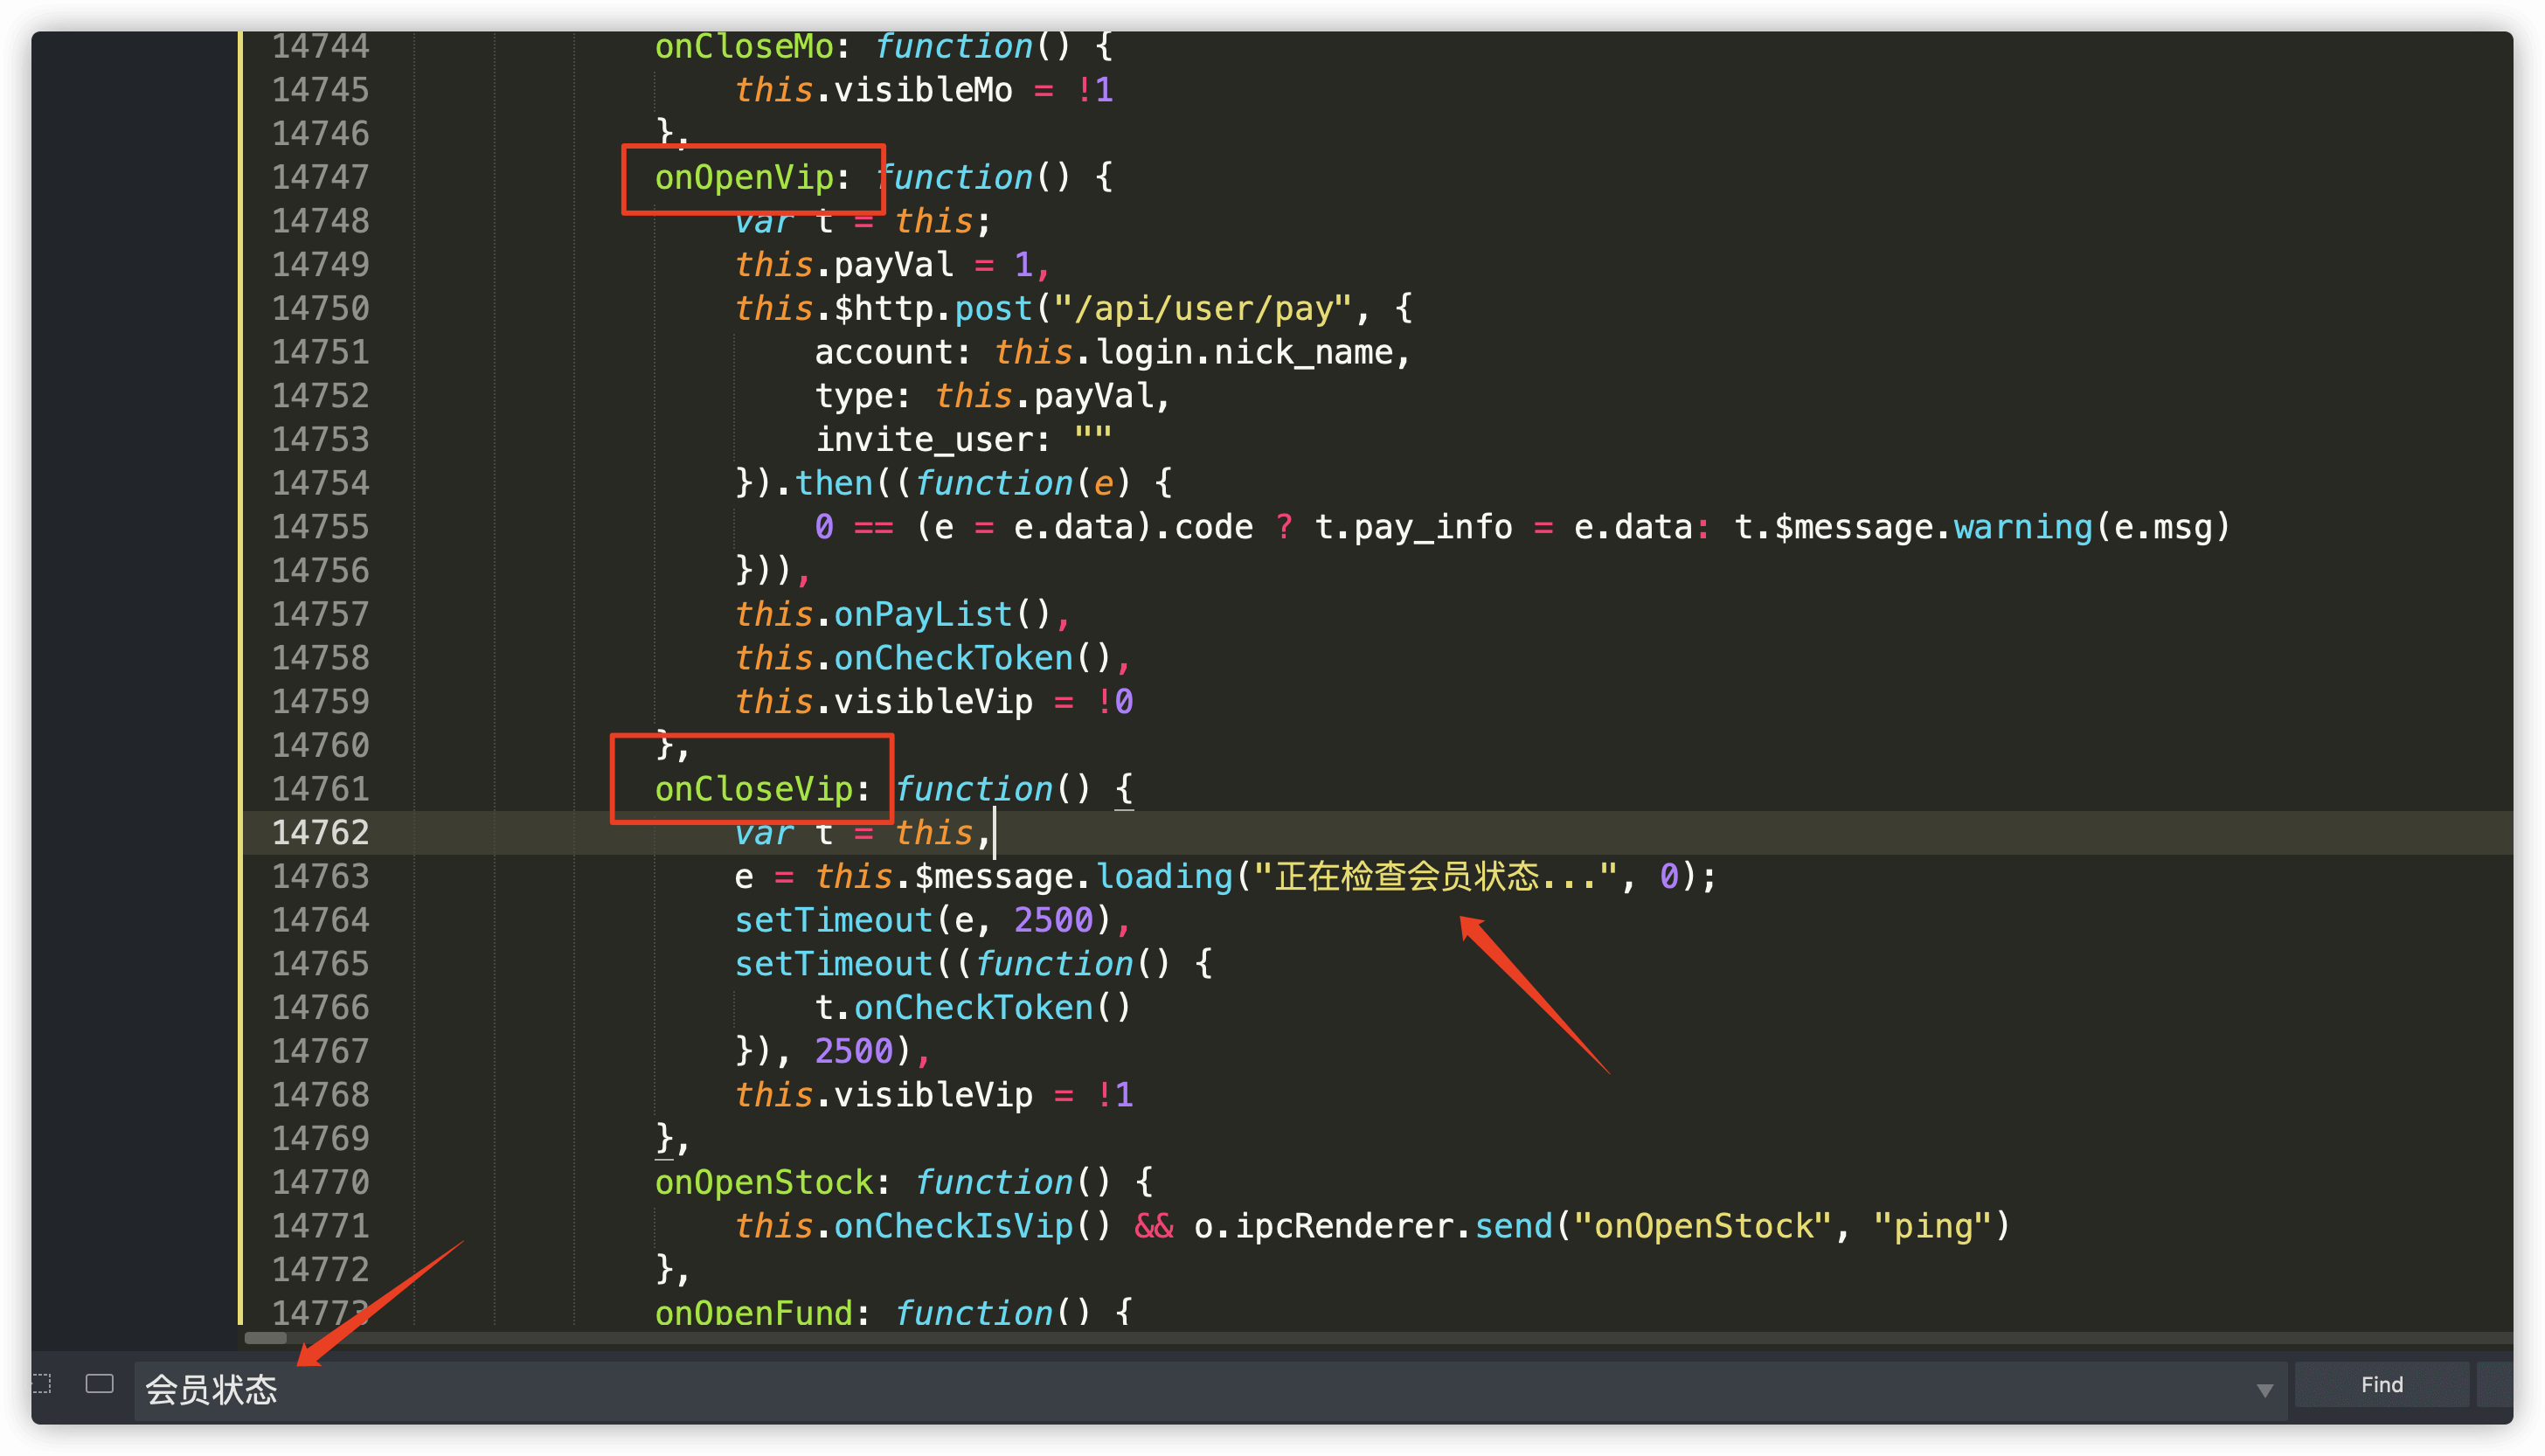 14744 onCloseMo: function() {
14745 this.visibleMo = !1
14746 },
14747 onOpenVip: function() {
14748 var t = this;
14749 this.payVal = 1,
14750 this.$http.post("/api/user/pay", {
14751 account: this.login.nick_name,
14752 type: this.payVal,
14753 invite_user: ""
14754 }).then((function(e) {
14755 0 == (e = e.data).code ? t.pay_info = e.data: t.$message.warning(e.msg)
14756 })),
14757 this.onPayList(),
14758 this.onCheckToken(),
14759 this.visibleVip = !0
14760 },
14761 onCloseVip: function() {
14762 var t = this,
14763 e = this.$message.loading("正在检查会员状态...", 0);
14764 setTimeout(e, 2500),
14765 setTimeout((function() {
14766 t.onCheckToken()
14767 }), 2500),
14768 this.visibleVip = !1
14769 },
14770 onOpenStock: function() {
14771 this.onCheckIsVip() && o.ipcRenderer.send("onOpenStock", "ping")
14772 },
14773 onOpenFund: function() {
会员状态 Find